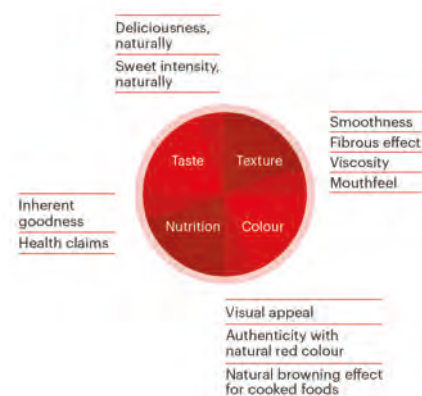 Deliciousness,
naturally
Sweet intensity,
naturally
Smoothness
Fibrous effect
Viscosity
Mouthfeel
Taste
Texture
Nutrition
Colour
Inherent
goodness
Health claims
Visual appeal
Authenticity with
natural red colour
Natural browning effect
for cooked foods